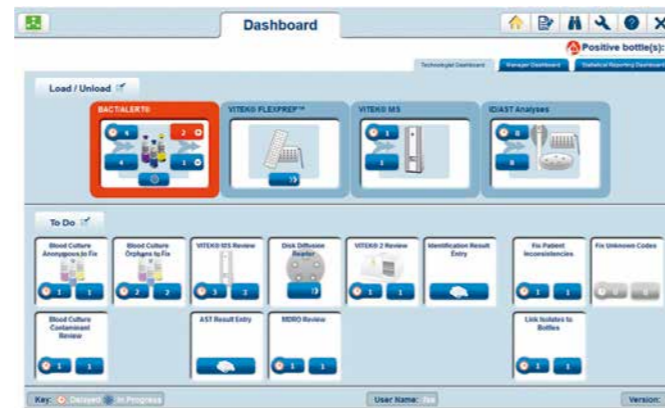 Dashboard
Positive bottle(s):
Technologist Dashboard
Manager Dashboard
Statistical Reporting Dashboard
Load / Unload
BACT/ALERT®
VITEK® FLEXPREP™
VITEK® MS
ID/AST Analyses
4 2
4 1
1
1
8
8
To Do
Blood Culture
Anonymous to Fix
1 1
Blood Culture
Orphans to Fix
2 2
VITEK® MS Review
3 3
Disk Diffusion
Reader
VITEK® 2 Review
1 1
Identification Result
Entry
Fix Patient
Inconsistencies
1 1
Fix Unknown Codes
0 0
Blood Culture
Contaminant
Review
1 1
AST Result Entry
MDRO Review
1 1
Link Isolates to
Bottles
1 1
Key: Delayed In Progress
User Name:
Version: